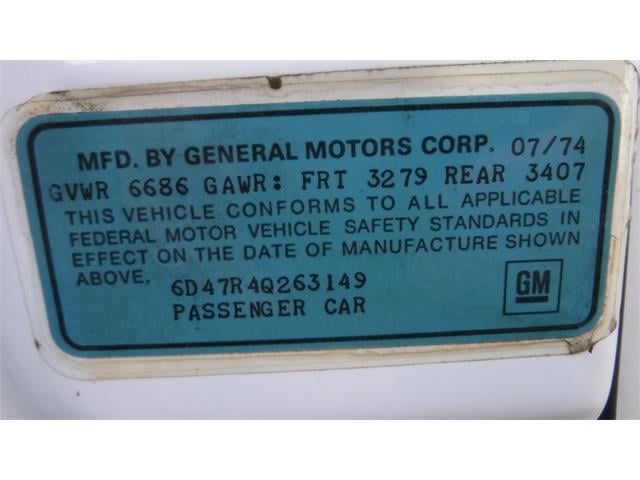 MFD. BY GENERAL MOTORS CORP. 07/74
GVWR 6686 GAWR: FRT 3279 REAR 3407
THIS VEHICLE CONFORMS TO ALL APPLICABLE
FEDERAL MOTOR VEHICLE SAFETY STANDARDS IN
EFFECT ON THE DATE OF MANUFACTURE SHOWN
ABOVE.
6D47R4Q263149
PASSENGER CAR
GM